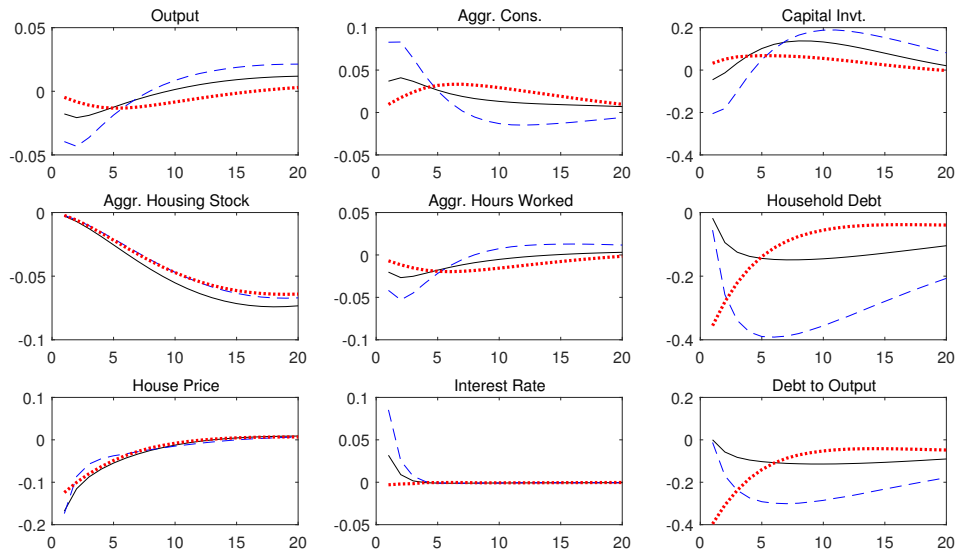 Output
0.05
0
-0.05
0 5 10 15 20
Aggr. Cons.
0.1
0.05
0
0.05
0 5 10 15 20
Capital Invt.
0.2
0
-0.2
-0.4
0 5 10 15 20
Aggr. Housing Stock
0
-0.05
-0.1
0 5 10 15 20
Aggr. Hours Worked
0.05
0
-0.05
-0.1
0 5 10 15 20
Household Debt
0
-0.2
-0.4
0 5 10 15 20
House Price
0.1
0
-0.1
-0.2
0 5 10 15 20
Interest Rate
0.1
0.05
0
-0.05
0 5 10 15 20
Debt to Output
0.2
0
-0.2
-0.4
0 5 10 15 20